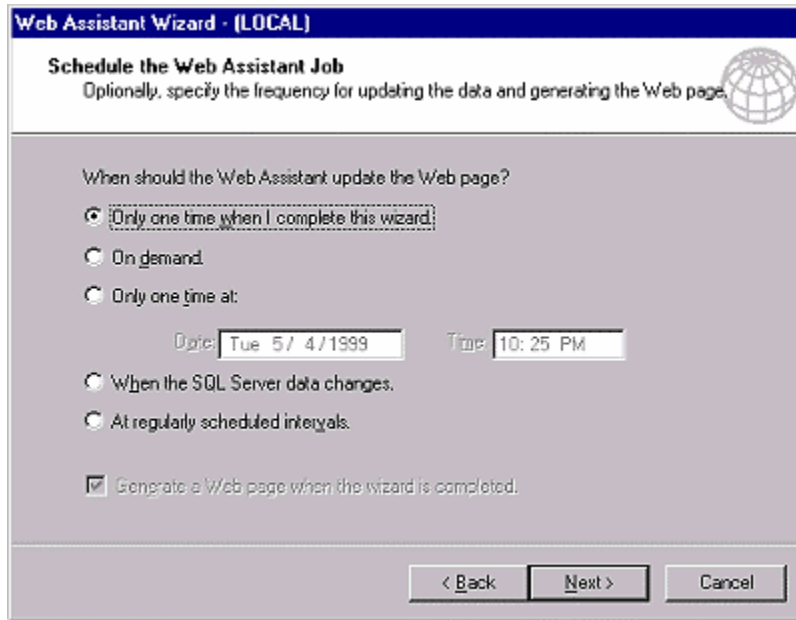 Web Assistant Wizard - (LOCAL)
Schedule the Web Assistant Job
Optionally, specify the frequency for updating the data and generating the Web page.
When should the Web Assistant update the Web page?
Only one time when I complete this wizard.
On demand.
Only one time at:
Date: Tue 5/ 4/1999 Time: 10: 25 PM
When the SQL Server data changes.
At regularly scheduled intervals.
Generate a Web page when the wizard is completed.
< Back Next > Cancel